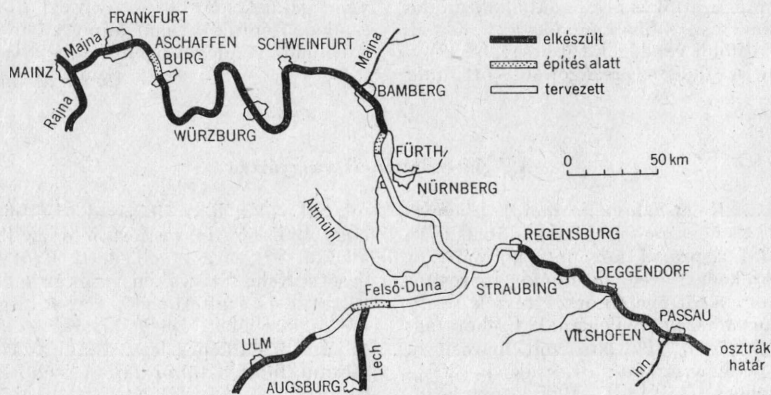 FRANKFURT
Majna
ASCHAFFEN
BURG
MAINZ
Rajna
WÜRZBURG
SCHWEINFURT
Majna
BAMBERG
elkészült
építés alatt
tervezett
0 50 km
FÜRTH
NÜRNBERG
Altmühl
REGENSBURG
Felső-Duna
STRAUBING
DEGGENDORF
PASSAU
VILSHOFEN
osztrák
határ
Inn
ULM
Lech
AUGSBURG